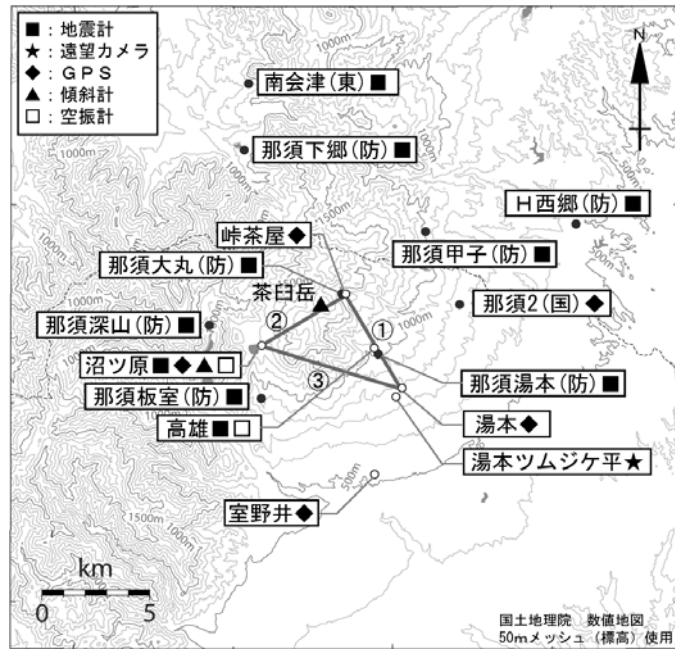 ■：地震計
★：遠望カメラ
◆：ＧＰＳ
▲：傾斜計
□：空振計
N
1000m
1000m
南会津(東)■
1000m
那須下郷(防)■
500m
1500m
Ｈ西郷(防)■
峠茶屋◆
那須甲子(防)■
那須大丸(防)■
茶臼岳
1000m
那須2(国)◆
①
②
那須深山(防)■
1000m
沼ツ原■◆▲□
③
那須湯本(防)■
那須板室(防)■
湯本◆
高雄■□
湯本ツムジケ平★
500m
室野井◆
1500m
1000m
km
0 5
国土地理院 数値地図
50mメッシュ（標高）使用